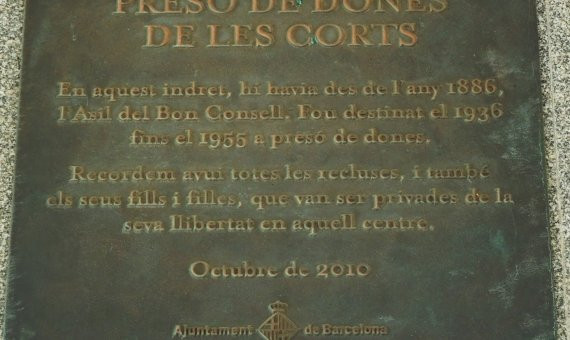 PRESÓ DE DONES
DE LES CORTS
En aquest indret, hi havia des de l'any 1886,
l'Asil del Bon Consell. Fou destinat el 1936
fins el 1955 a presó de dones.
Recordem avui totes les recluses, i també
els seus fills i filles, que van ser privades de la
seva llibertat en aquell centre.
Octubre de 2010
Ajuntament de Barcelona